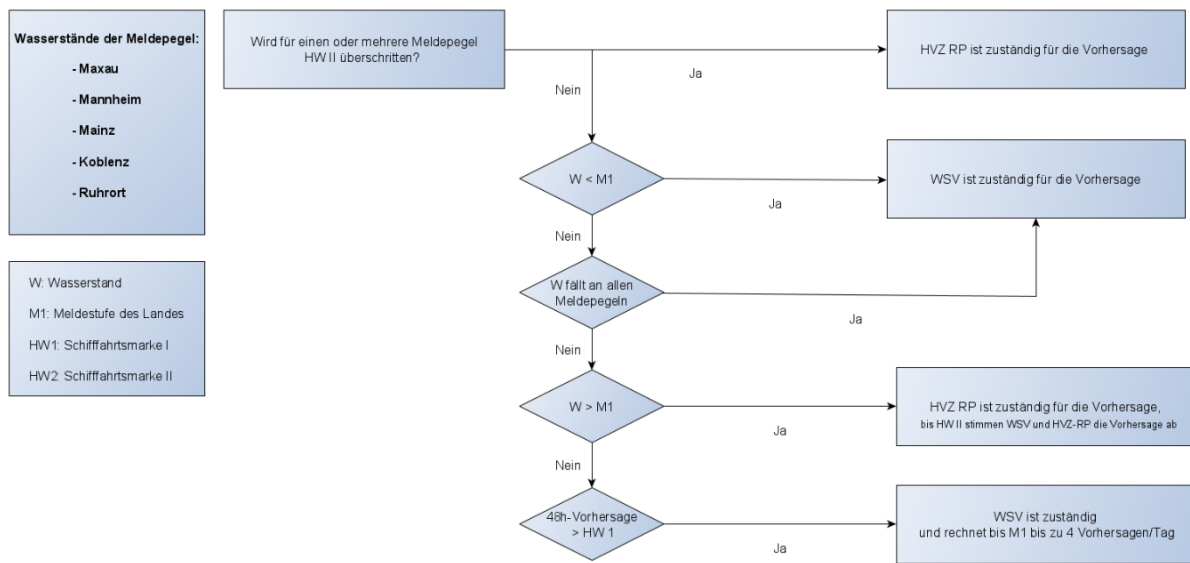 Wasserstände der Meldepegel:
- Maxau
- Mannheim
- Mainz
- Koblenz
- Ruhrort
W: Wasserstand
M1: Meldestufe des Landes
HW1: Schifffahrtsmarke I
HW2: Schifffahrtsmarke II
Wird für einen oder mehrere Meldepegel
HW II überschritten?
Ja
HVZ RP ist zuständig für die Vorhersage
Nein
W < M1
Ja
WSV ist zuständig für die Vorhersage
Nein
W fällt an allen
Meldepegeln
Ja
Nein
W > M1
Ja
HVZ RP ist zuständig für die Vorhersage,
bis HW II stimmen WSV und HVZ-RP die Vorhersage ab
Nein
48h-Vorhersage
> HW 1
Ja
WSV ist zuständig
und rechnet bis M1 bis zu 4 Vorhersagen/Tag